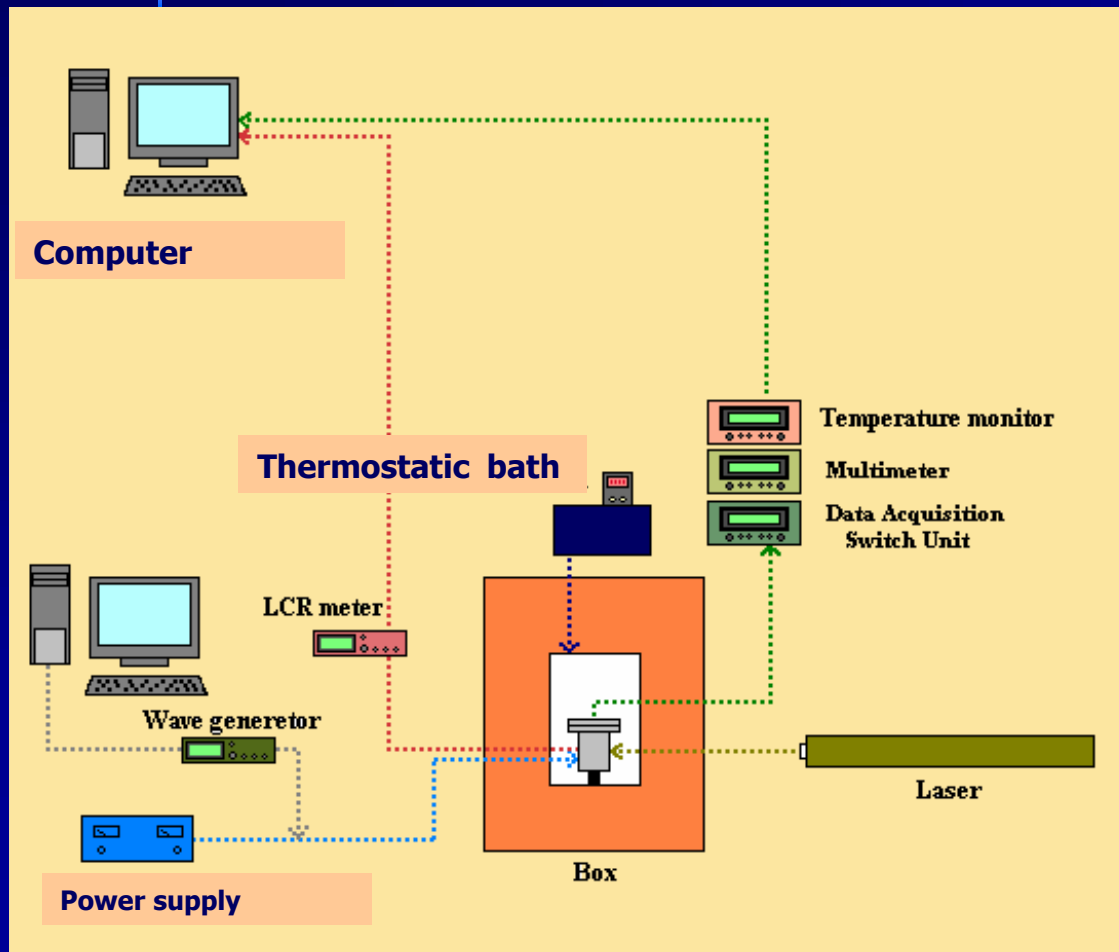 Computer
Temperature monitor
Thermostatic bath
Multimeter
Data Acquisition
Switch Unit
LCR meter
Wave generetor
Laser
Box
Power supply